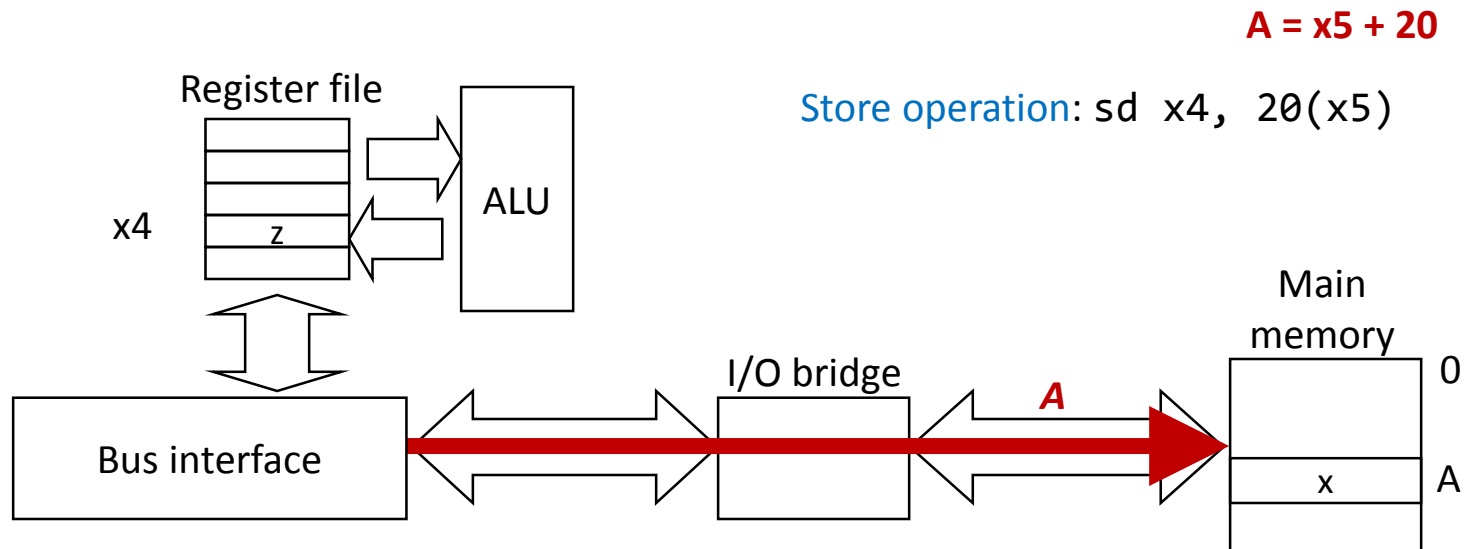 A = x5 + 20
Register file
Store operation: sd x4, 20(x5)
ALU
x4
z
Main
memory
I/O bridge
0
A
Bus interface
x
A